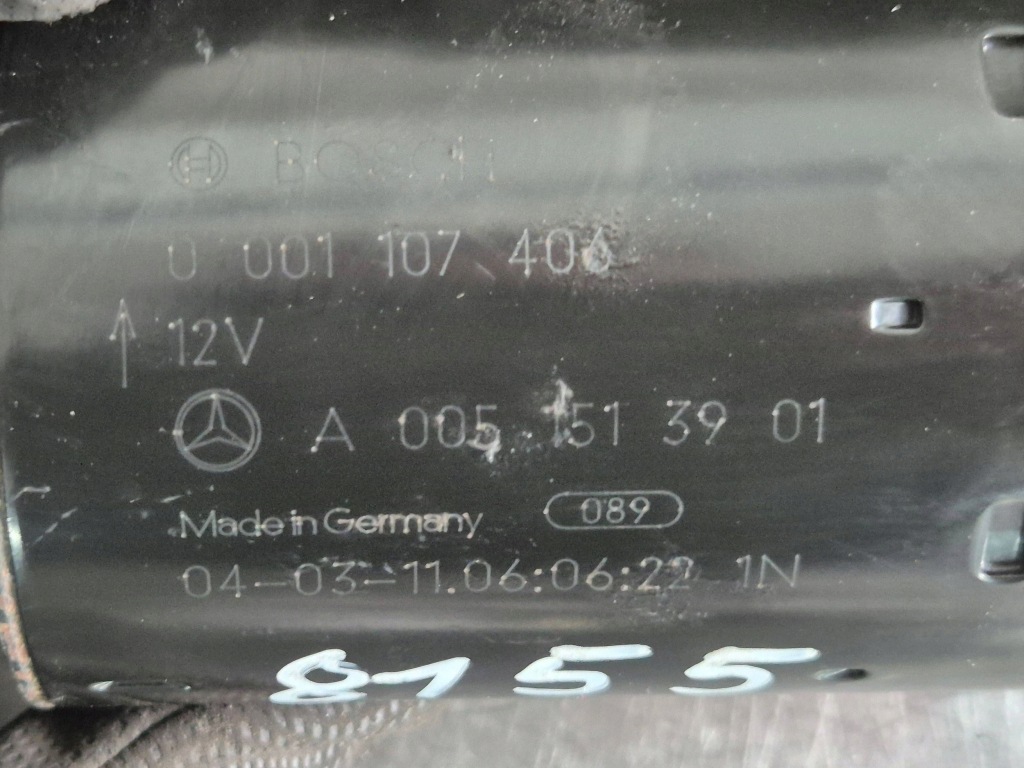 BOSCH
0 001 107 406
12V
A 005 151 39 01
Made in Germany 089
04-03-11.06:06:22 1N
8155